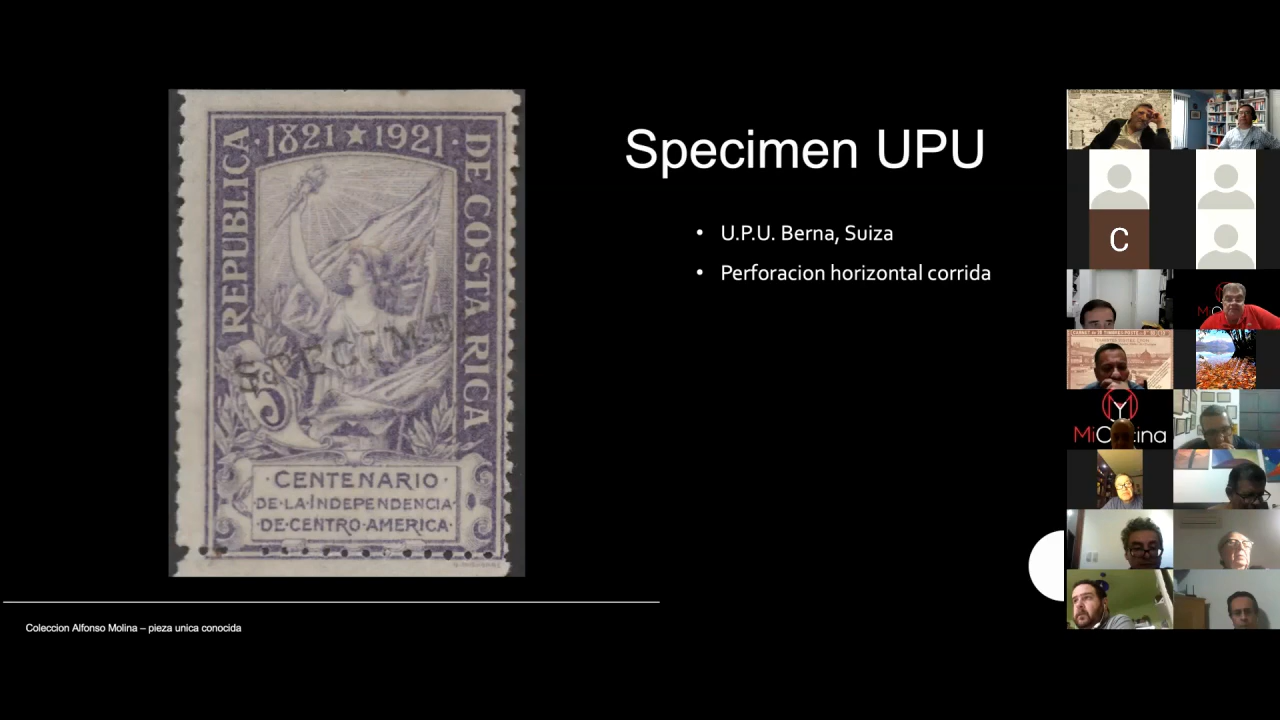 Specimen UPU
• U.P.U. Berna, Suiza
• Perforacion horizontal corrida
REPUBLICA
·1821★1921·
DE COSTA RICA
SPECIMEN
5
CENTENARIO
DE·LA·INDEPENDENCIA
DE·CENTRO·AMERICA·
Coleccion Alfonso Molina – pieza unica conocida
C